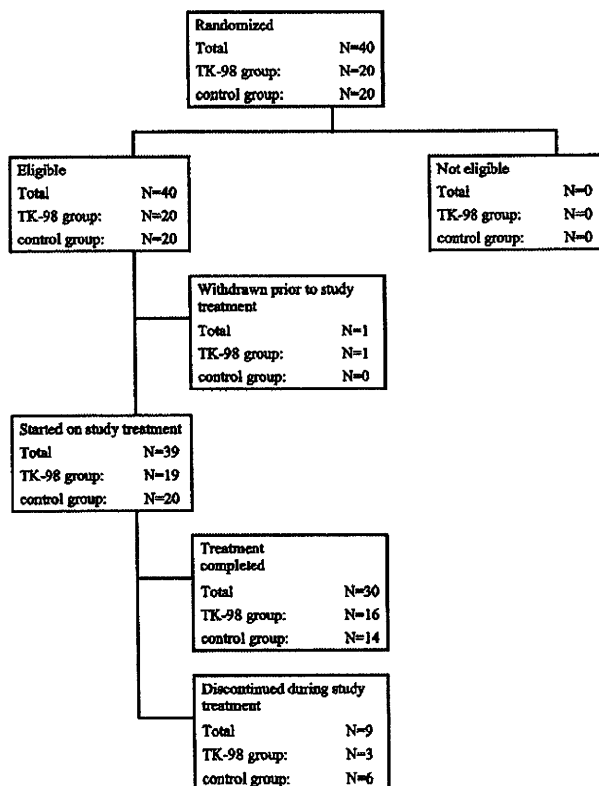 Randomized
Total N=40
TK-98 group: N=20
control group: N=20
Eligible
Total N=40
TK-98 group: N=20
control group: N=20
Not eligible
Total N=0
TK-98 group: N=0
control group: N=0
Withdrawn prior to study
treatment
Total N=1
TK-98 group: N=1
control group: N=0
Started on study treatment
Total N=39
TK-98 group: N=19
control group: N=20
Treatment
completed
Total N=30
TK-98 group: N=16
control group: N=14
Discontinued during study
treatment
Total N=9
TK-98 group: N=3
control group: N=6